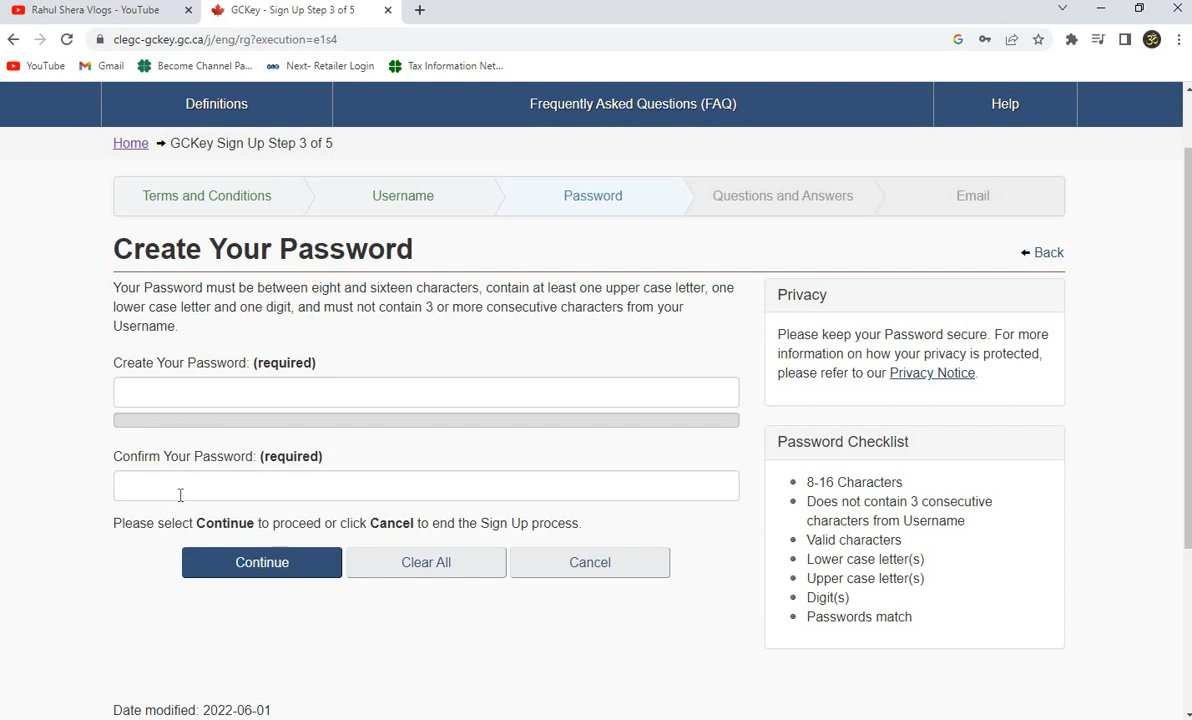 Rahul Shera Vlogs - YouTube
GCKey - Sign Up Step 3 of 5
clegc-gckey.gc.ca/j/eng/rg?execution=e1s4
YouTube Gmail Become Channel Pa... Next- Retailer Login Tax Information Net...
Definitions Frequently Asked Questions (FAQ) Help
Home → GCKey Sign Up Step 3 of 5
Terms and Conditions Username Password Questions and Answers Email
Create Your Password
← Back
Your Password must be between eight and sixteen characters, contain at least one upper case letter, one
lower case letter and one digit, and must not contain 3 or more consecutive characters from your
Username.
Create Your Password: (required)
Confirm Your Password: (required)
Please select Continue to proceed or click Cancel to end the Sign Up process.
Continue Clear All Cancel
Privacy
Please keep your Password secure. For more
information on how your privacy is protected,
please refer to our Privacy Notice.
Password Checklist
• 8-16 Characters
• Does not contain 3 consecutive
characters from Username
• Valid characters
• Lower case letter(s)
• Upper case letter(s)
• Digit(s)
• Passwords match
Date modified: 2022-06-01